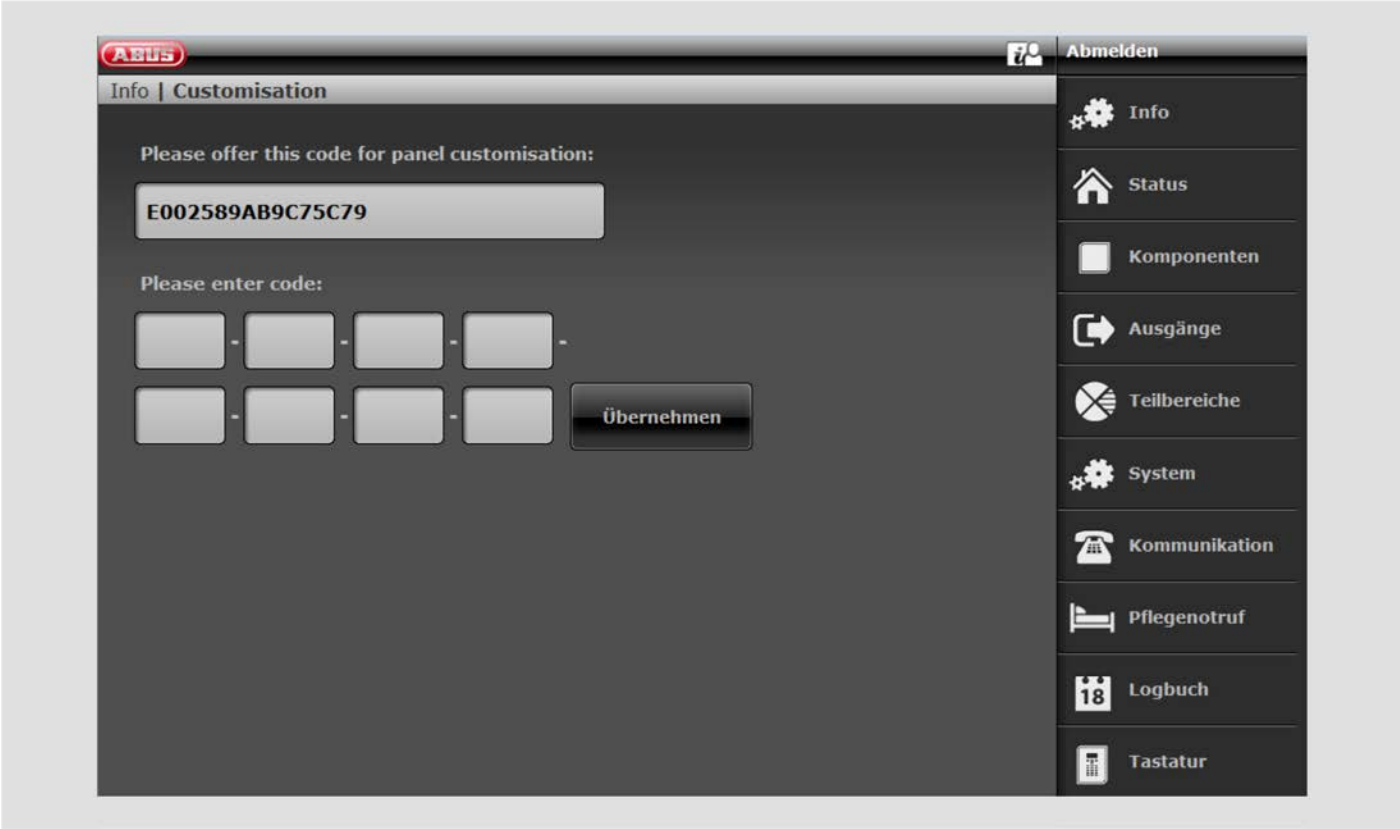 ABUS
Abmelden
Info | Customisation
Info
Please offer this code for panel customisation:
Status
E002589AB9C75C79
Komponenten
Please enter code:
- - - -
Ausgänge
- - - Übernehmen
Teilbereiche
System
Kommunikation
Pflegenotruf
18 Logbuch
Tastatur